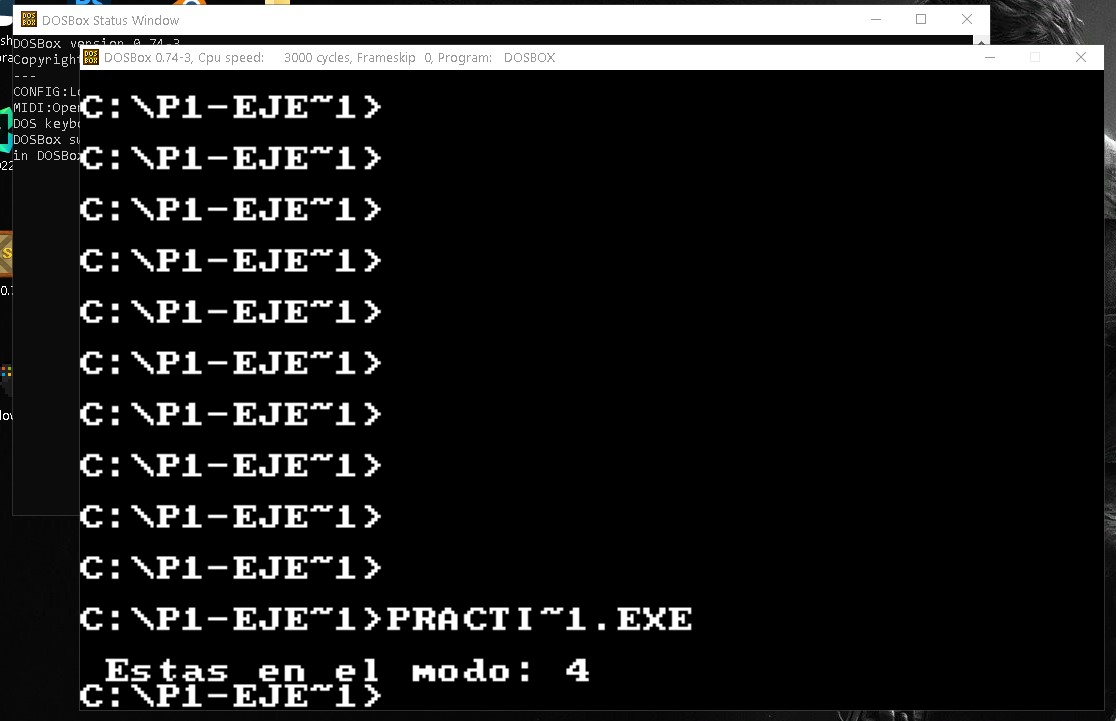 DOSBox Status Window
DOSBox version 0.74-3
DOSBox 0.74-3, Cpu speed: 3000 cycles, Frameskip 0, Program: DOSBOX
Copyright
---
CONFIG:Lo
MIDI:Open
DOS keybo
DOSBox su
in DOSBox
C:\P1-EJE~1>
C:\P1-EJE~1>
C:\P1-EJE~1>
C:\P1-EJE~1>
C:\P1-EJE~1>
C:\P1-EJE~1>
C:\P1-EJE~1>
C:\P1-EJE~1>
C:\P1-EJE~1>
C:\P1-EJE~1>
C:\P1-EJE~1>PRACTI~1.EXE
Estas en el modo: 4
C:\P1-EJE~1>